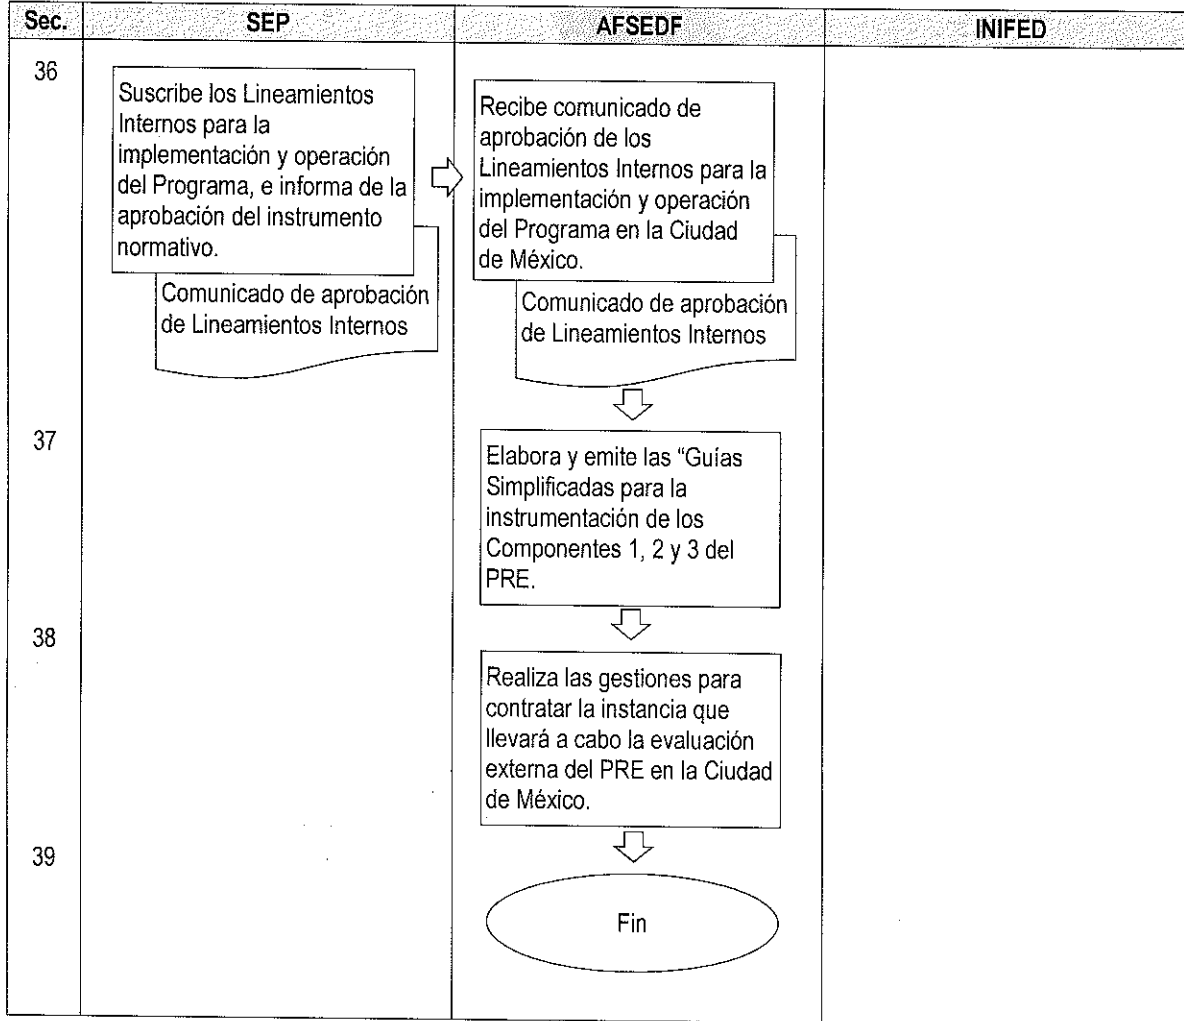 Sec. SEP AFSEDF INIFED
36
Suscribe los Lineamientos
Internos para la
implementación y operación
del Programa, e informa de la
aprobación del instrumento
normativo.
Comunicado de aprobación
de Lineamientos Internos
Recibe comunicado de
aprobación de los
Lineamientos Internos para la
implementación y operación
del Programa en la Ciudad
de México.
Comunicado de aprobación
de Lineamientos Internos
37
Elabora y emite las “Guías
Simplificadas para la
instrumentación de los
Componentes 1, 2 y 3 del
PRE.
38
Realiza las gestiones para
contratar la instancia que
llevará a cabo la evaluación
externa del PRE en la Ciudad
de México.
39
Fin